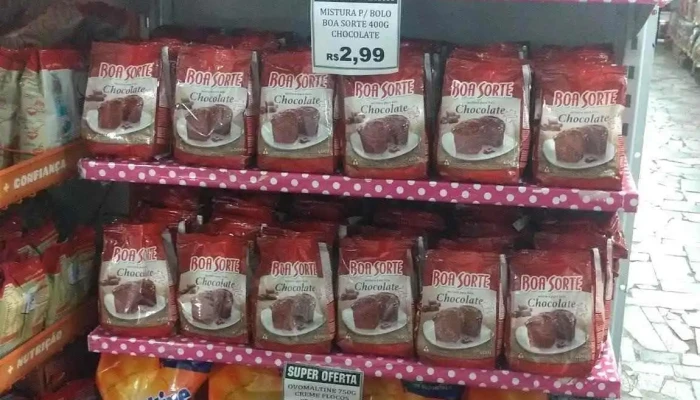 MISTURA P/ BOLO
BOA SORTE 400G
CHOCOLATE
R$2,99
BOA SORTE
Chocolate
BOA SORTE
Chocolate
BOA SORTE
Chocolate
BOA SORTE
Chocolate
BOA SORTE
Chocolate
BOA SORTE
Chocolate
+ CONFIANÇA
BOA SORTE
Chocolate
BOA SORTE
Chocolate
BOA SORTE
Chocolate
BOA SORTE
Chocolate
BOA SORTE
Chocolate
BOA SORTE
Chocolate
+ NUTRIÇÃO
SUPER OFERTA
OVOMALTINE 750G
CREME FLOCOS